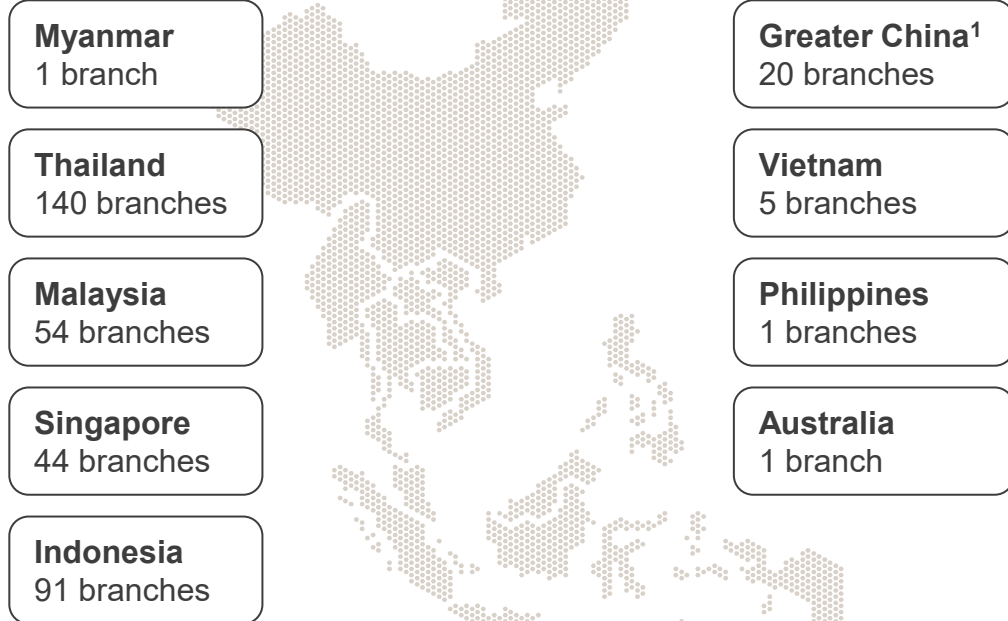 Myanmar
1 branch
Thailand
140 branches
Malaysia
54 branches
Singapore
44 branches
Indonesia
91 branches
Greater China¹
20 branches
Vietnam
5 branches
Philippines
1 branches
Australia
1 branch